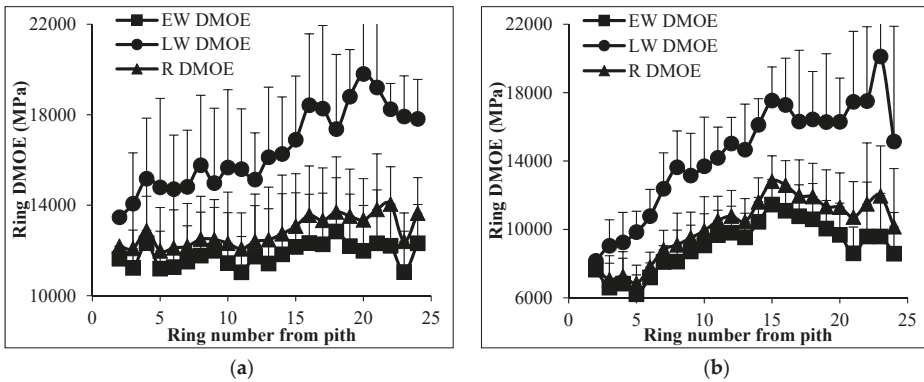 22000
18000
14000
10000
Ring DMOE (MPa)
EW DMOE
LW DMOE
R DMOE
0 5 10 15 20 25
Ring number from pith
(a)
22000
18000
14000
10000
6000
Ring DMOE (MPa)
EW DMOE
LW DMOE
R DMOE
0 5 10 15 20 25
Ring number from pith
(b)